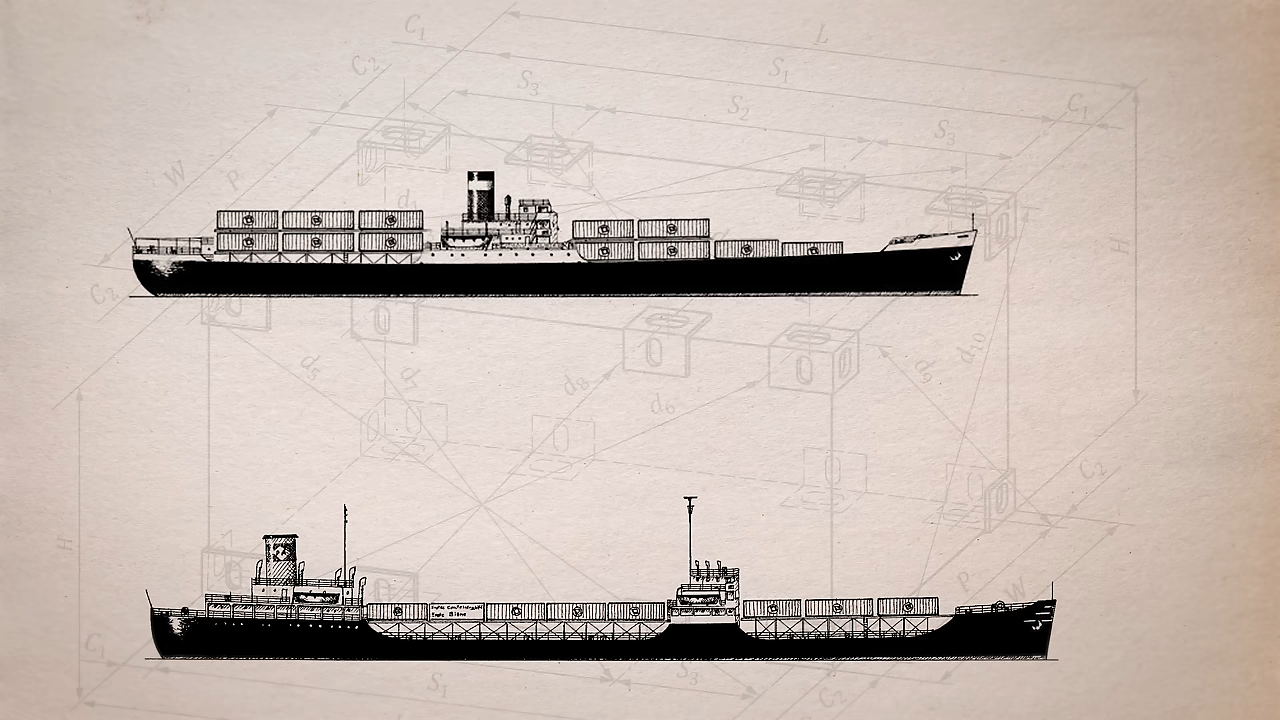 C₁
L
C₂
S₁
S₃
S₂
C₁
S₃
W
P
d₁
H
C₂
d₅
d₉
d₁₀
d₈
d₆
C₂
H
P
W
C₁
S₁
S₃
C₂